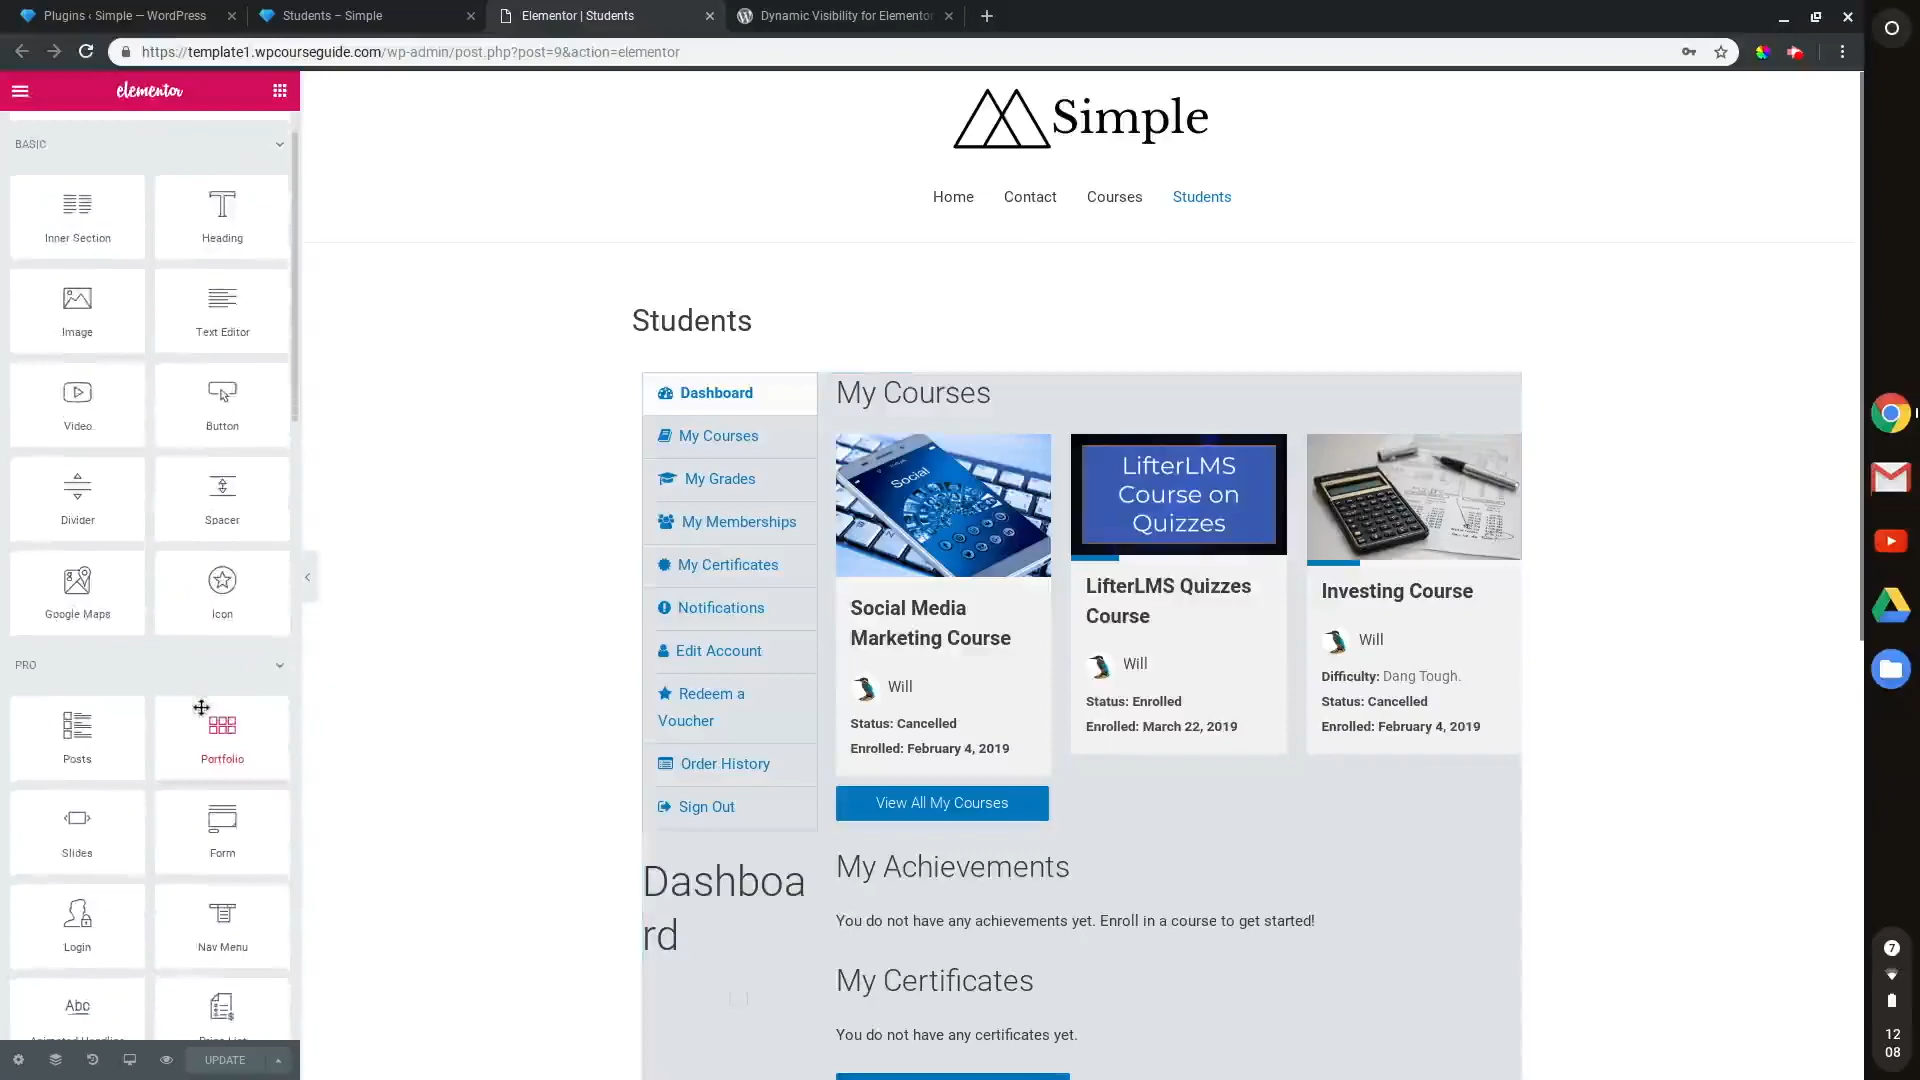 Plugins ‹ Simple — WordPress
Students – Simple
Elementor | Students
Dynamic Visibility for Elementor
https://template1.wpcourseguide.com/wp-admin/post.php?post=9&action=elementor
elementor
BASIC
Inner Section
Heading
Image
Text Editor
Video
Button
Divider
Spacer
Google Maps
Icon
PRO
Posts
Portfolio
Slides
Form
Login
Nav Menu
Abc
UPDATE
Simple
Home
Contact
Courses
Students
Students
Dashboard
My Courses
My Grades
My Memberships
My Certificates
Notifications
Edit Account
Redeem a
Voucher
Order History
Sign Out
Dashboa
rd
My Courses
Social
Social Media
Marketing Course
Will
Status: Cancelled
Enrolled: February 4, 2019
LifterLMS
Course on
Quizzes
LifterLMS Quizzes
Course
Will
Status: Enrolled
Enrolled: March 22, 2019
Investing Course
Will
Difficulty: Dang Tough.
Status: Cancelled
Enrolled: February 4, 2019
View All My Courses
My Achievements
You do not have any achievements yet. Enroll in a course to get started!
My Certificates
You do not have any certificates yet.
7
12
08